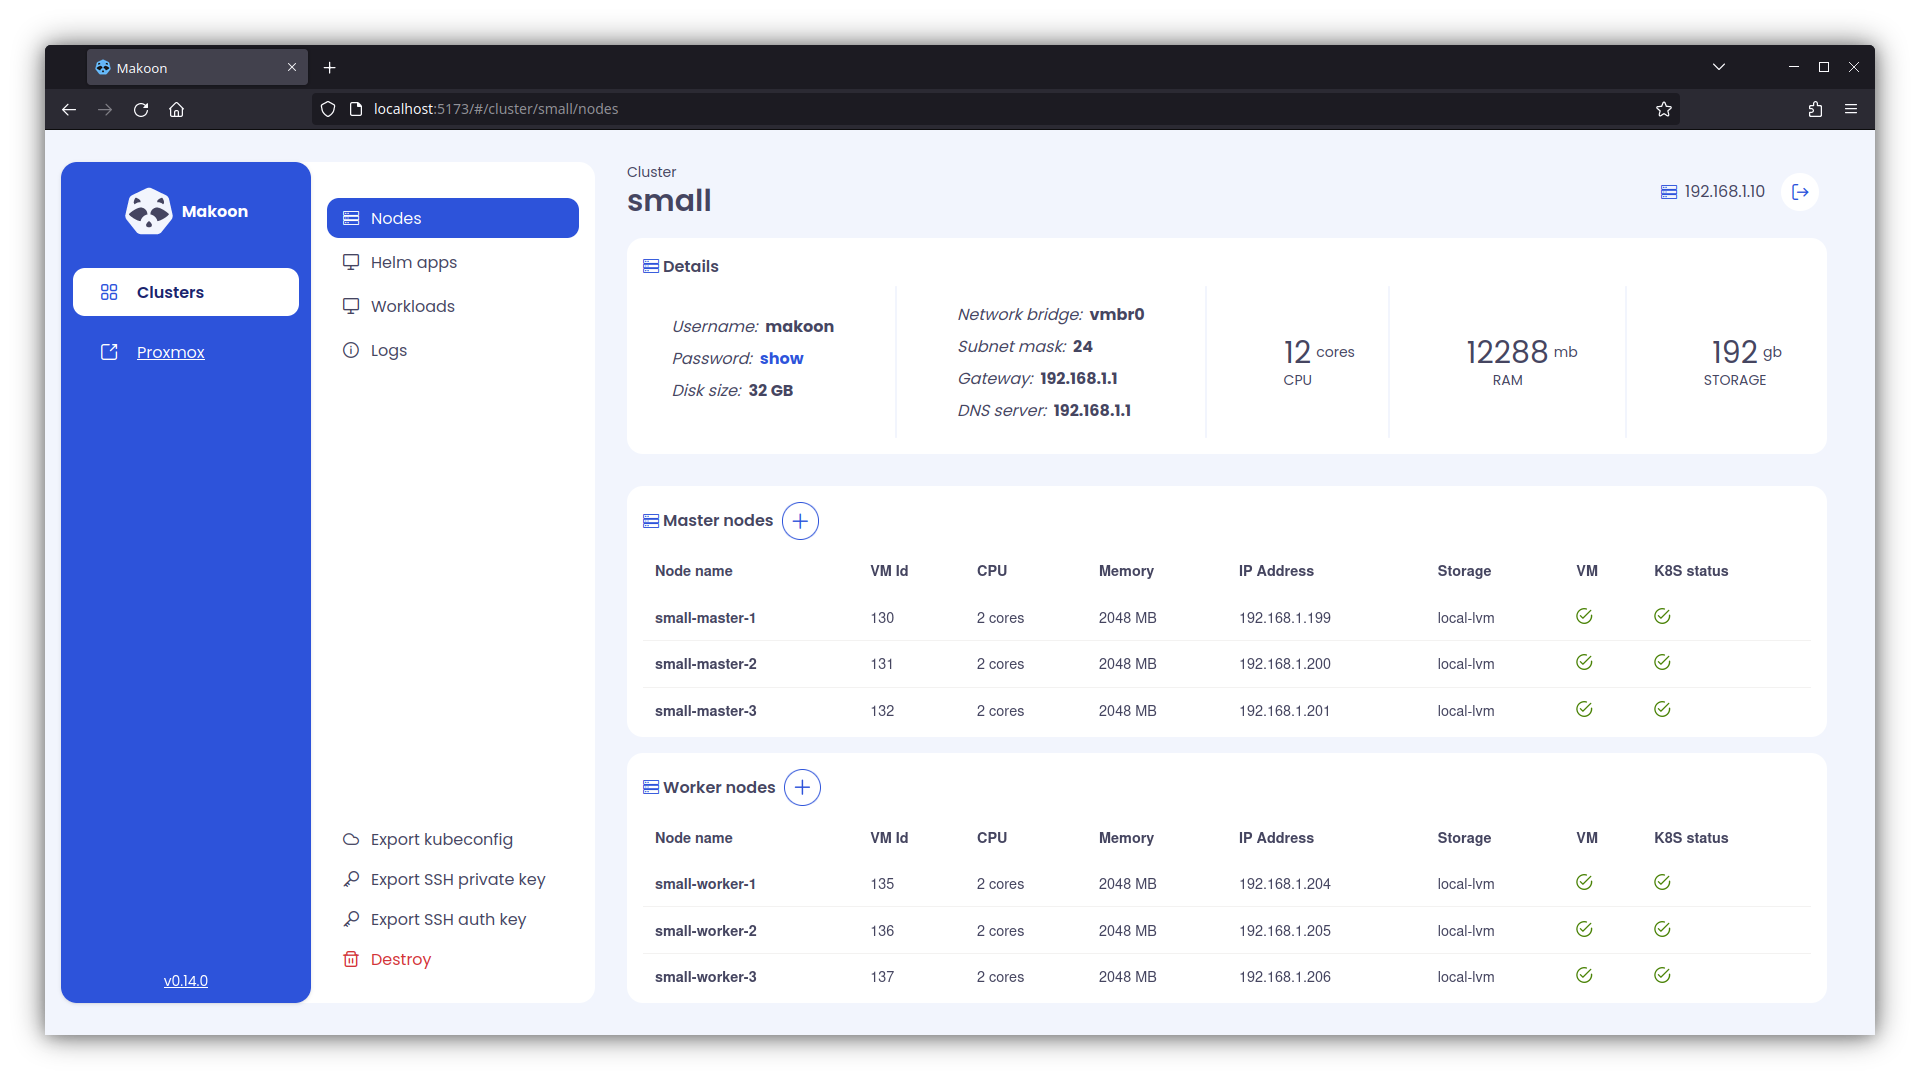 Makoon
localhost:5173/#/cluster/small/nodes
Makoon
Clusters
Proxmox
v0.14.0
Nodes
Helm apps
Workloads
Logs
Export kubeconfig
Export SSH private key
Export SSH auth key
Destroy
Cluster
small
192.168.1.10
Details
Username: makoon
Password: show
Disk size: 32 GB
Network bridge: vmbr0
Subnet mask: 24
Gateway: 192.168.1.1
DNS server: 192.168.1.1
12 cores
CPU
12288 mb
RAM
192 gb
STORAGE
Master nodes
Node name VM Id CPU Memory IP Address Storage VM K8S status
small-master-1 130 2 cores 2048 MB 192.168.1.199 local-lvm
small-master-2 131 2 cores 2048 MB 192.168.1.200 local-lvm
small-master-3 132 2 cores 2048 MB 192.168.1.201 local-lvm
Worker nodes
Node name VM Id CPU Memory IP Address Storage VM K8S status
small-worker-1 135 2 cores 2048 MB 192.168.1.204 local-lvm
small-worker-2 136 2 cores 2048 MB 192.168.1.205 local-lvm
small-worker-3 137 2 cores 2048 MB 192.168.1.206 local-lvm